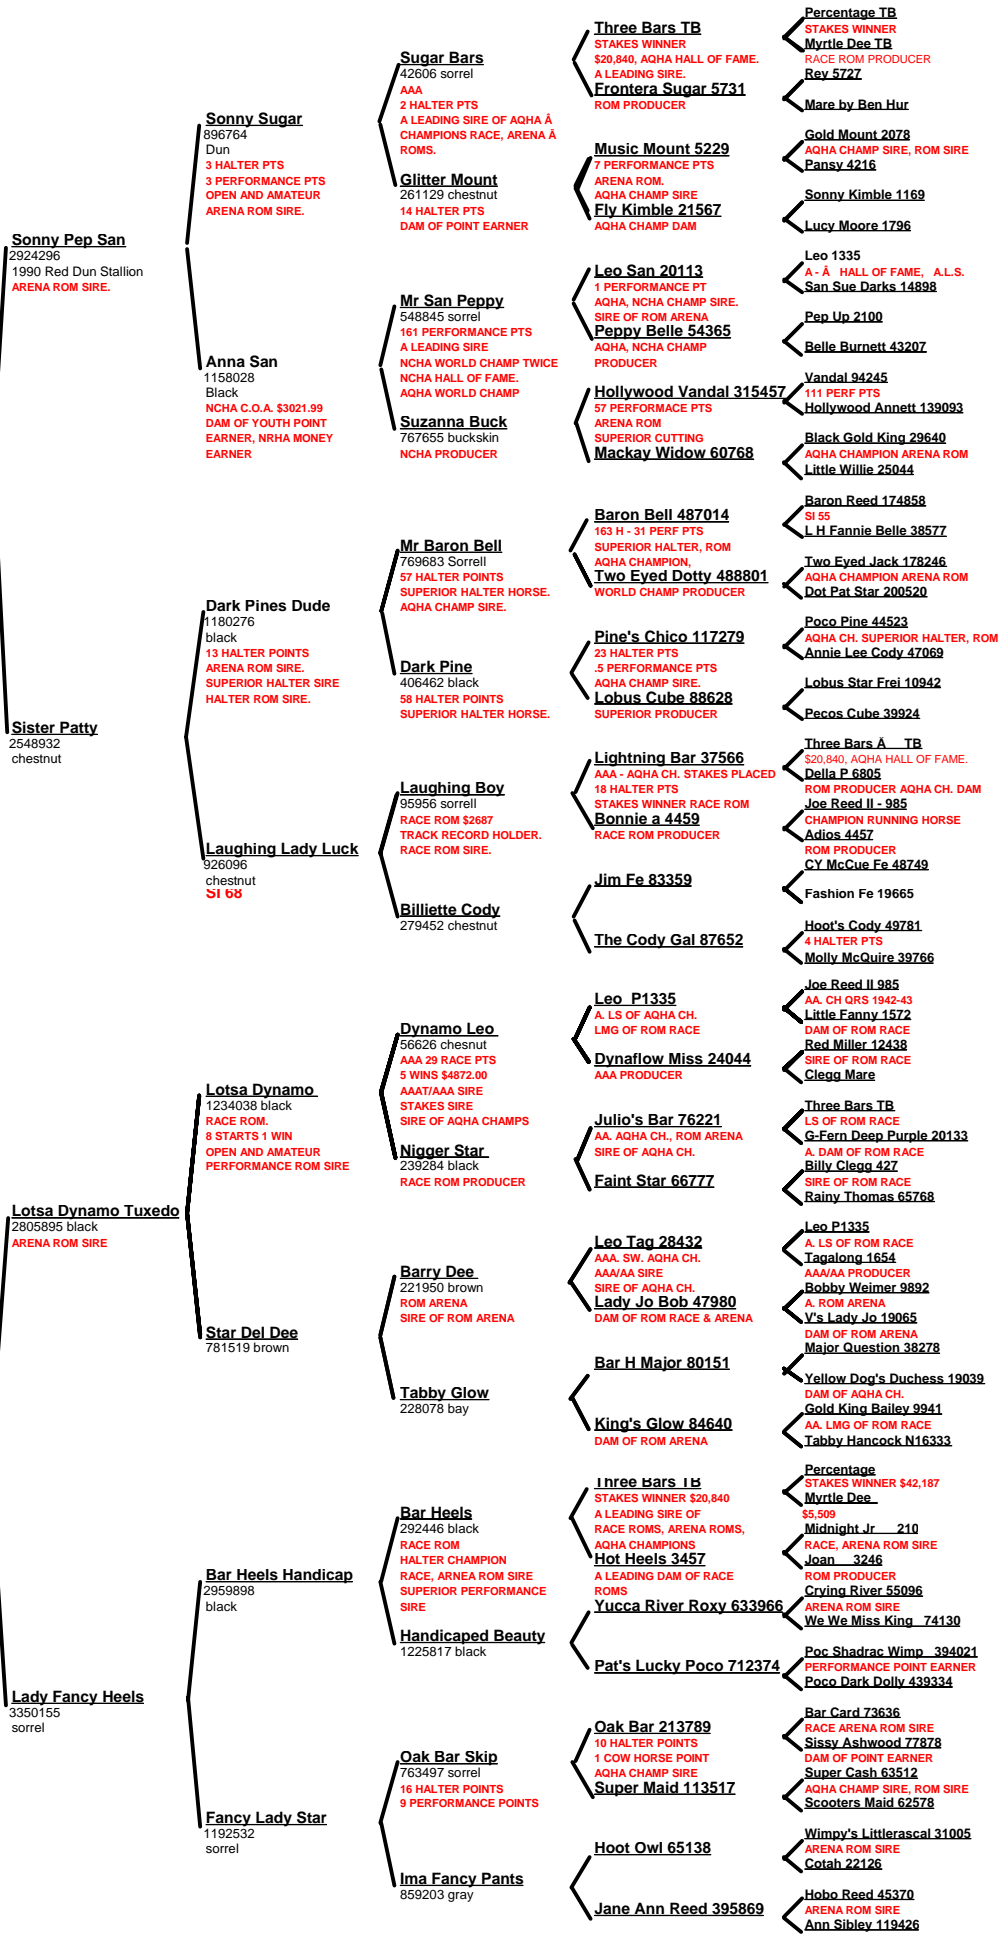 Sonny Pep San
2924296
1990 Red Dun Stallion
ARENA ROM SIRE.
Sister Patty
2548932
chestnut
Lotsa Dynamo Tuxedo
2805895 black
ARENA ROM SIRE
Lady Fancy Heels
3350155
sorrel
Sonny Sugar
896764
Dun
3 HALTER PTS
3 PERFORMANCE PTS
OPEN AND AMATEUR
ARENA ROM SIRE.
Anna San
1158028
Black
NCHA C.O.A. $3021.99
DAM OF YOUTH POINT
EARNER, NRHA MONEY
EARNER
Dark Pines Dude
1180276
black
13 HALTER POINTS
ARENA ROM SIRE.
SUPERIOR HALTER SIRE
HALTER ROM SIRE.
Laughing Lady Luck
926096
chestnut
SI 68
Lotsa Dynamo
1234038 black
RACE ROM.
8 STARTS 1 WIN
OPEN AND AMATEUR
PERFORMANCE ROM SIRE
Star Del Dee
781519 brown
Bar Heels Handicap
2959898
black
Fancy Lady Star
1192532
sorrel
Sugar Bars
42606 sorrel
AAA
2 HALTER PTS
A LEADING SIRE OF AQHA Â
CHAMPIONS RACE, ARENA Â
ROMS.
Glitter Mount
261129 chestnut
14 HALTER PTS
DAM OF POINT EARNER
Mr San Peppy
548845 sorrel
161 PERFORMANCE PTS
A LEADING SIRE
NCHA WORLD CHAMP TWICE
NCHA HALL OF FAME.
AQHA WORLD CHAMP
Suzanna Buck
767655 buckskin
NCHA PRODUCER
Mr Baron Bell
769683 Sorrell
57 HALTER POINTS
SUPERIOR HALTER HORSE.
AQHA CHAMP SIRE.
Dark Pine
406462 black
58 HALTER POINTS
SUPERIOR HALTER HORSE.
Laughing Boy
95956 sorrell
RACE ROM $2687
TRACK RECORD HOLDER.
RACE ROM SIRE.
Billiette Cody
279452 chestnut
Dynamo Leo
56626 chesnut
AAA 29 RACE PTS
5 WINS $4872.00
AAAT/AAA SIRE
STAKES SIRE
SIRE OF AQHA CHAMPS
Nigger Star
239284 black
RACE ROM PRODUCER
Barry Dee
221950 brown
ROM ARENA
SIRE OF ROM ARENA
Tabby Glow
228078 bay
Bar Heels
292446 black
RACE ROM
HALTER CHAMPION
RACE, ARNEA ROM SIRE
SUPERIOR PERFORMANCE
SIRE
Handicaped Beauty
1225817 black
Oak Bar Skip
763497 sorrel
16 HALTER POINTS
9 PERFORMANCE POINTS
Ima Fancy Pants
859203 gray
Three Bars TB
STAKES WINNER
$20,840, AQHA HALL OF FAME.
A LEADING SIRE.
Frontera Sugar 5731
ROM PRODUCER
Music Mount 5229
7 PERFORMANCE PTS
ARENA ROM.
AQHA CHAMP SIRE
Fly Kimble 21567
AQHA CHAMP DAM
Leo San 20113
1 PERFORMANCE PT
AQHA, NCHA CHAMP SIRE.
SIRE OF ROM ARENA
Peppy Belle 54365
AQHA, NCHA CHAMP
PRODUCER
Hollywood Vandal 315457
57 PERFORMACE PTS
ARENA ROM
SUPERIOR CUTTING
Mackay Widow 60768
Baron Bell 487014
163 H - 31 PERF PTS
SUPERIOR HALTER, ROM
AQHA CHAMPION,
Two Eyed Dotty 488801
WORLD CHAMP PRODUCER
Pine's Chico 117279
23 HALTER PTS
.5 PERFORMANCE PTS
AQHA CHAMP SIRE.
Lobus Cube 88628
SUPERIOR PRODUCER
Lightning Bar 37566
AAA - AQHA CH. STAKES PLACED
18 HALTER PTS
STAKES WINNER RACE ROM
Bonnie a 4459
RACE ROM PRODUCER
Jim Fe 83359
The Cody Gal 87652
Leo P1335
A. LS OF AQHA CH.
LMG OF ROM RACE
Dynaflow Miss 24044
AAA PRODUCER
Julio's Bar 76221
AA. AQHA CH., ROM ARENA
SIRE OF AQHA CH.
Faint Star 66777
Leo Tag 28432
AAA. SW. AQHA CH.
AAA/AA SIRE
SIRE OF AQHA CH.
Lady Jo Bob 47980
DAM OF ROM RACE & ARENA
Bar H Major 80151
King's Glow 84640
DAM OF ROM ARENA
Three Bars TB
STAKES WINNER $20,840
A LEADING SIRE OF
RACE ROMS, ARENA ROMS,
AQHA CHAMPIONS
Hot Heels 3457
A LEADING DAM OF RACE
ROMS
Yucca River Roxy 633966
Pat's Lucky Poco 712374
Oak Bar 213789
10 HALTER POINTS
1 COW HORSE POINT
AQHA CHAMP SIRE
Super Maid 113517
Hoot Owl 65138
Jane Ann Reed 395869
Percentage TB
STAKES WINNER
Myrtle Dee TB
RACE ROM PRODUCER
Rey 5727
Mare by Ben Hur
Gold Mount 2078
AQHA CHAMP SIRE, ROM SIRE
Pansy 4216
Sonny Kimble 1169
Lucy Moore 1796
Leo 1335
A - Â HALL OF FAME, A.L.S.
San Sue Darks 14898
Pep Up 2100
Belle Burnett 43207
Vandal 94245
111 PERF PTS
Hollywood Annett 139093
Black Gold King 29640
AQHA CHAMPION ARENA ROM
Little Willie 25044
Baron Reed 174858
SI 55
L H Fannie Belle 38577
Two Eyed Jack 178246
AQHA CHAMPION ARENA ROM
Dot Pat Star 200520
Poco Pine 44523
AQHA CH. SUPERIOR HALTER, ROM
Annie Lee Cody 47069
Lobus Star Frei 10942
Pecos Cube 39924
Three Bars Â TB
$20,840, AQHA HALL OF FAME.
Della P 6805
ROM PRODUCER AQHA CH. DAM
Joe Reed II - 985
CHAMPION RUNNING HORSE
Adios 4457
ROM PRODUCER
CY McCue Fe 48749
Fashion Fe 19665
Hoot's Cody 49781
4 HALTER PTS
Molly McQuire 39766
Joe Reed II 985
AA. CH QRS 1942-43
Little Fanny 1572
DAM OF ROM RACE
Red Miller 12438
SIRE OF ROM RACE
Clegg Mare
Three Bars TB
LS OF ROM RACE
G-Fern Deep Purple 20133
A. DAM OF ROM RACE
Billy Clegg 427
SIRE OF ROM RACE
Rainy Thomas 65768
Leo P1335
A. LS OF ROM RACE
Tagalong 1654
AAA/AA PRODUCER
Bobby Weimer 9892
A. ROM ARENA
V's Lady Jo 19065
DAM OF ROM ARENA
Major Question 38278
Yellow Dog's Duchess 19039
DAM OF AQHA CH.
Gold King Bailey 9941
AA. LMG OF ROM RACE
Tabby Hancock N16333
Percentage
STAKES WINNER $42,187
Myrtle Dee
$5,509
Midnight Jr 210
RACE, ARENA ROM SIRE
Joan 3246
ROM PRODUCER
Crying River 55096
ARENA ROM SIRE
We We Miss King 74130
Poc Shadrac Wimp 394021
PERFORMANCE POINT EARNER
Poco Dark Dolly 439334
Bar Card 73636
RACE ARENA ROM SIRE
Sissy Ashwood 77878
DAM OF POINT EARNER
Super Cash 63512
AQHA CHAMP SIRE, ROM SIRE
Scooters Maid 62578
Wimpy's Littlerascal 31005
ARENA ROM SIRE
Cotah 22126
Hobo Reed 45370
ARENA ROM SIRE
Ann Sibley 119426